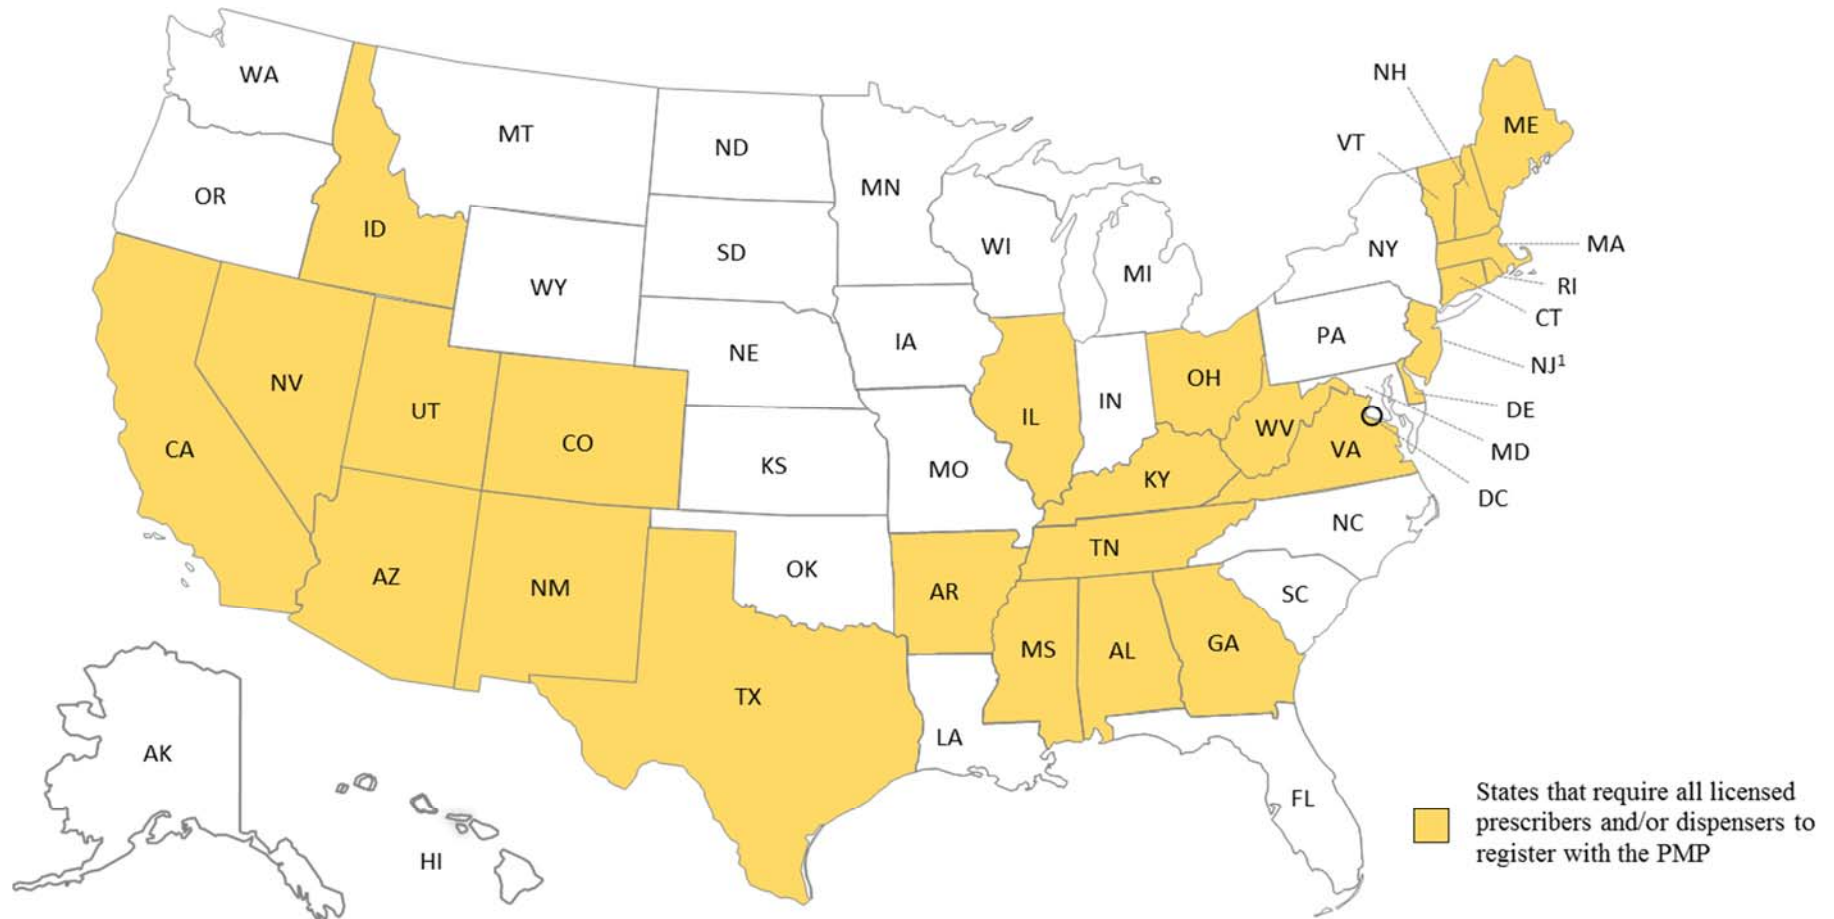 WA
NH
ME
MT
ND
VT
MN
OR
ID
SD
WI
NY
MA
MI
WY
RI
CT
PA
IA
NE
NJ¹
NV
OH
UT
IN
DE
IL
CO
WV
CA
VA
MD
KS
MO
KY
DC
NC
TN
OK
AZ
NM
AR
SC
MS
AL
GA
TX
LA
AK
FL
HI
States that require all licensed
prescribers and/or dispensers to
register with the PMP